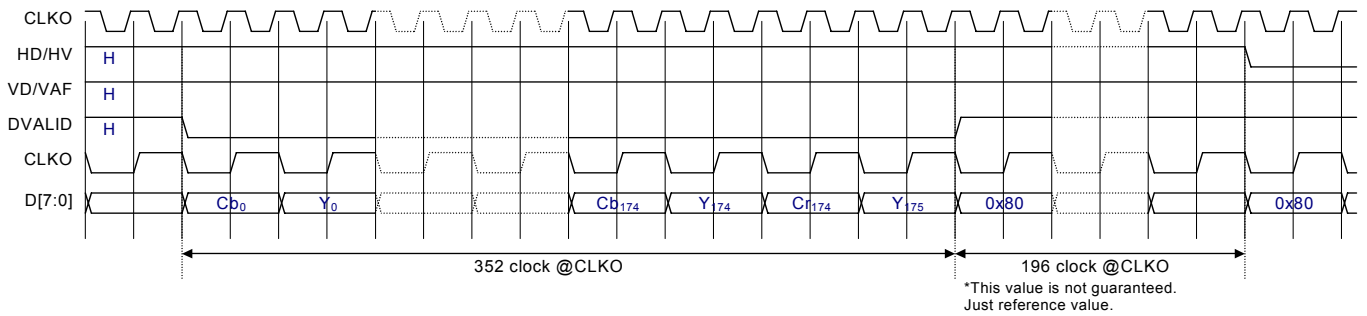 CLKO
HD/HV H
VD/VAF H
DVALID H
CLKO
D[7:0] Cb0 Y0 Cb174 Y174 Cr174 Y175 0x80 0x80
352 clock @CLKO 196 clock @CLKO
*This value is not guaranteed.
Just reference value.